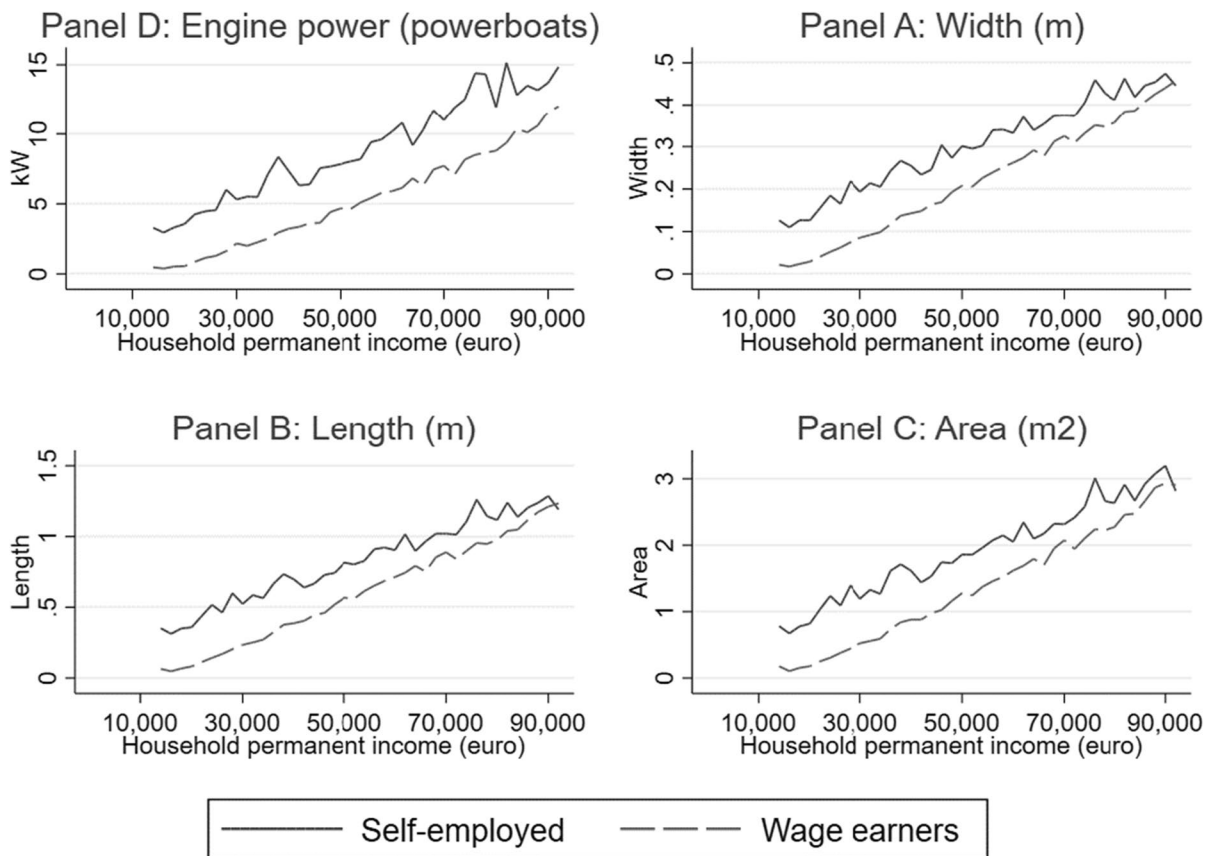 Panel D: Engine power (powerboats)
15
10
5
0
kW
10,000 30,000 50,000 70,000 90,000
Household permanent income (euro)
Panel A: Width (m)
.5
.4
.3
.2
.1
0
Width
10,000 30,000 50,000 70,000 90,000
Household permanent income (euro)
Panel B: Length (m)
1.5
1
.5
0
Length
10,000 30,000 50,000 70,000 90,000
Household permanent income (euro)
Panel C: Area (m2)
3
2
1
0
Area
10,000 30,000 50,000 70,000 90,000
Household permanent income (euro)
Self-employed Wage earners